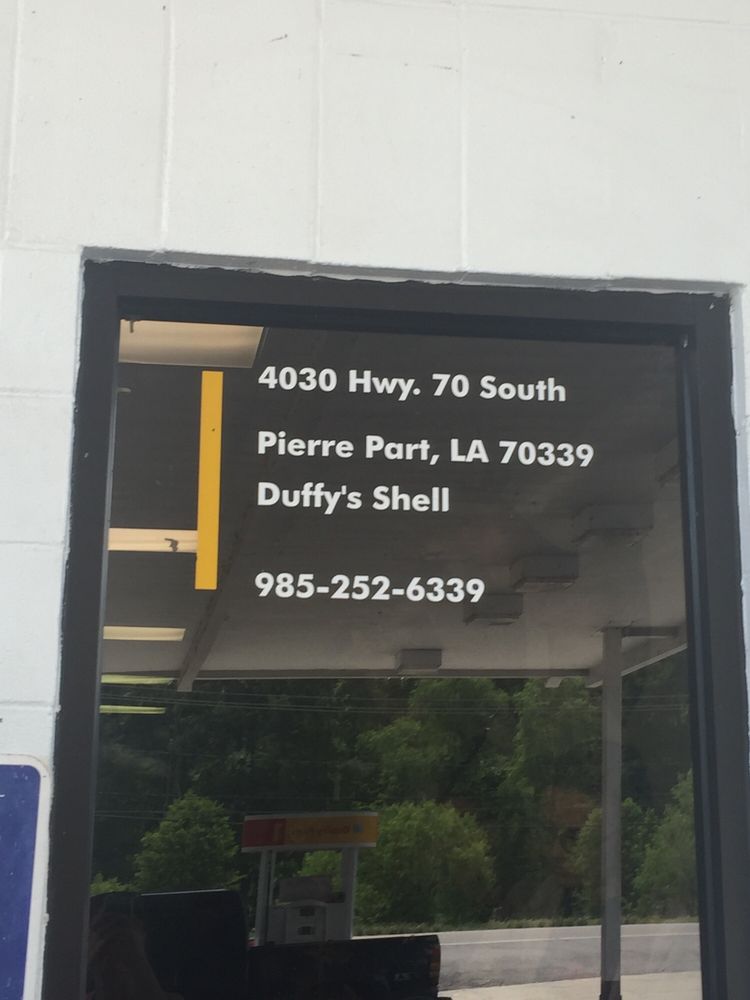 4030 Hwy. 70 South
Pierre Part, LA 70339
Duffy's Shell
985-252-6339